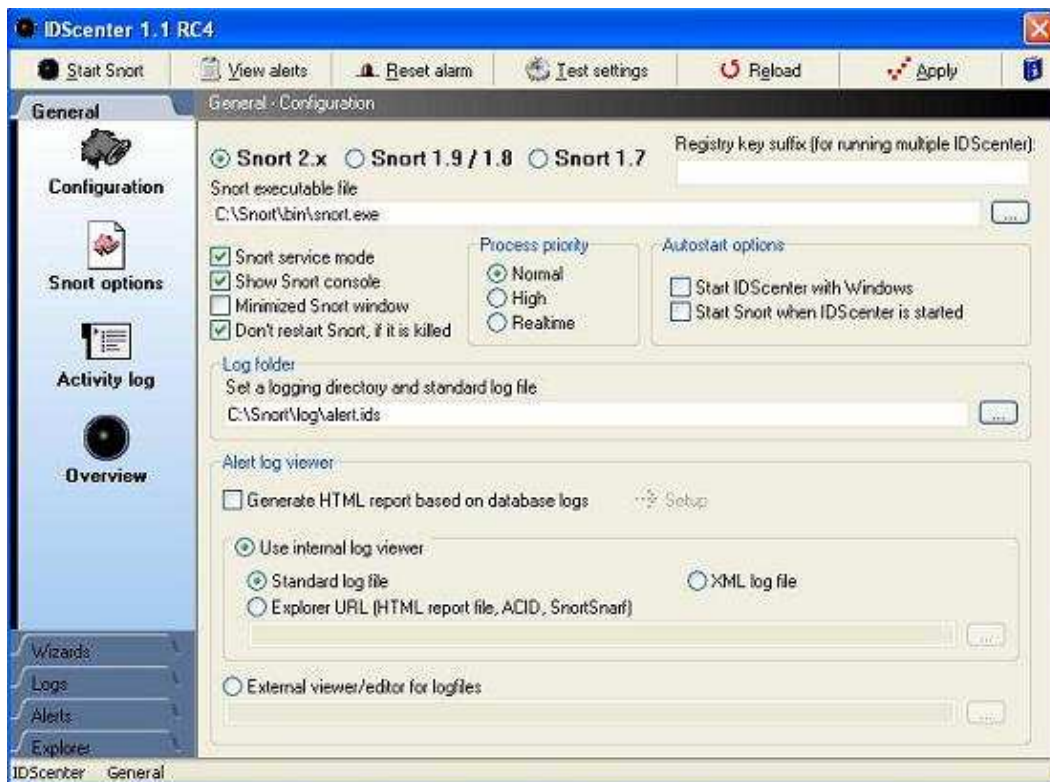 IDScenter 1.1 RC4
Start Snort View alerts Reset alarm Test settings Reload Apply
General
General - Configuration
Configuration
Snort options
Activity log
Overview
Wizards
Logs
Alerts
Explorer
Snort 2.x Snort 1.9 / 1.8 Snort 1.7
Registry key suffix (for running multiple IDScenter):
Snort executable file
C:\Snort\bin\snort.exe
...
Snort service mode
Show Snort console
Minimized Snort window
Don't restart Snort, if it is killed
Process priority
Normal
High
Realtime
Autostart options
Start IDScenter with Windows
Start Snort when IDScenter is started
Log folder
Set a logging directory and standard log file
C:\Snort\log\alert.ids
...
Alert log viewer
Generate HTML report based on database logs Setup
Use internal log viewer
Standard log file XML log file
Explorer URL (HTML report file, ACID, SnortSnarf)
...
External viewer/editor for logfiles
...
IDScenter General